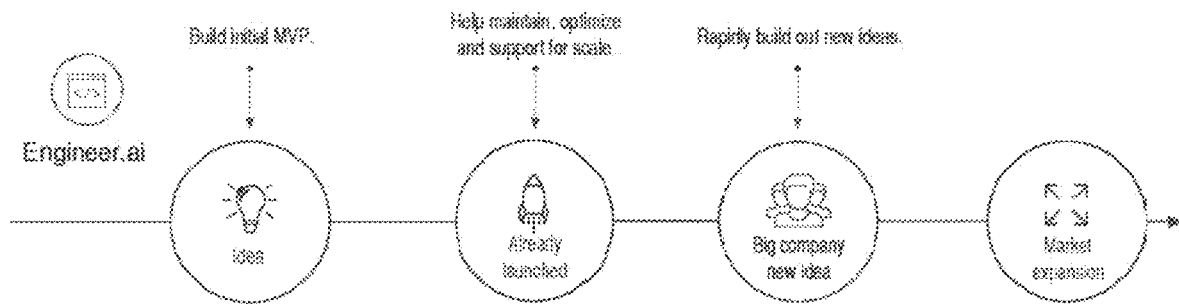 Build initial MVP.
Help maintain, optimize
and support for scale
Rapidly build out new ideas.
</>
Engineer.ai
Idea
Already
launched
Big company
new idea
Market
expansion